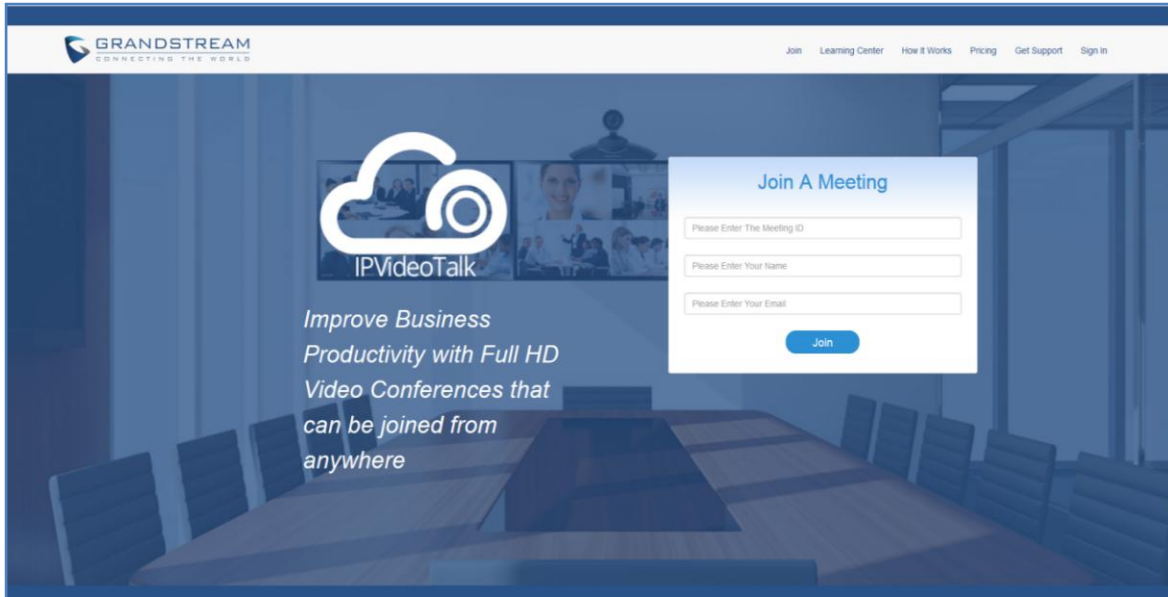 GRANDSTREAM
CONNECTING THE WORLD
Join Learning Center How It Works Pricing Get Support Sign In
IPVideoTalk
Improve Business
Productivity with Full HD
Video Conferences that
can be joined from
anywhere
Join A Meeting
Please Enter The Meeting ID
Please Enter Your Name
Please Enter Your Email
Join